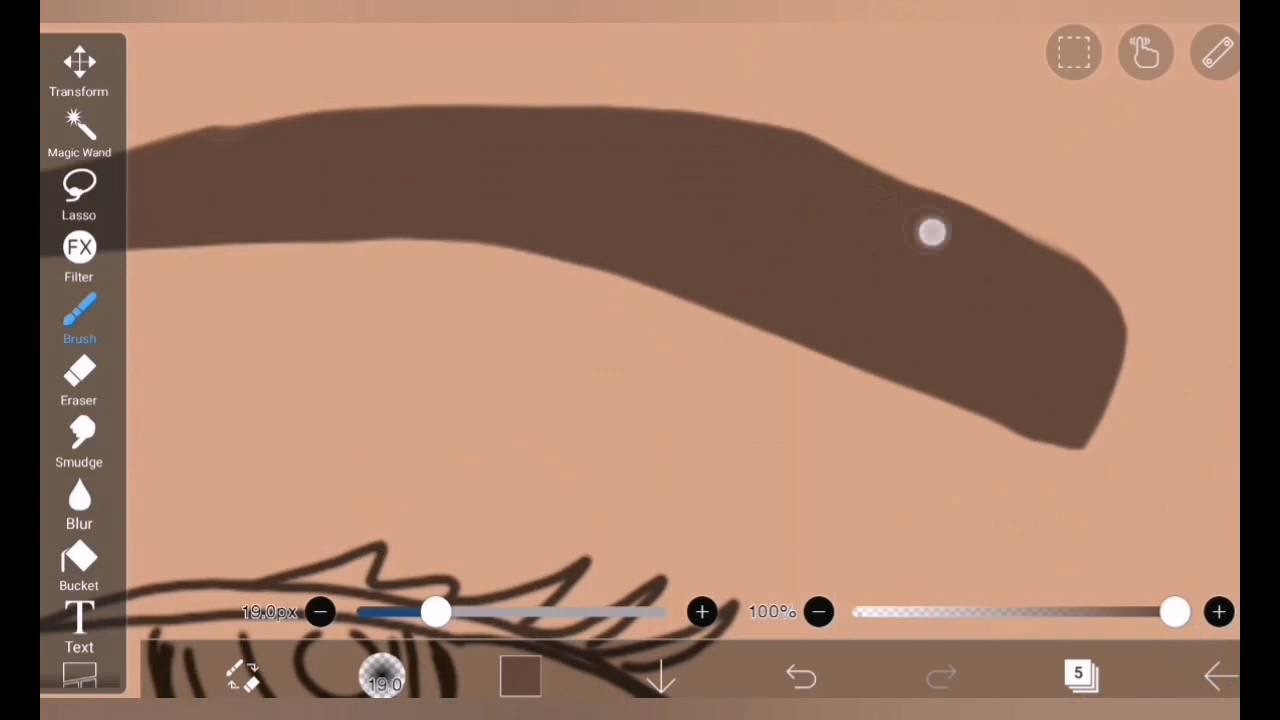 Transform
Magic Wand
Lasso
FX
Filter
Brush
Eraser
Smudge
Blur
Bucket
T
Text
19.0px
100%
19.0
5